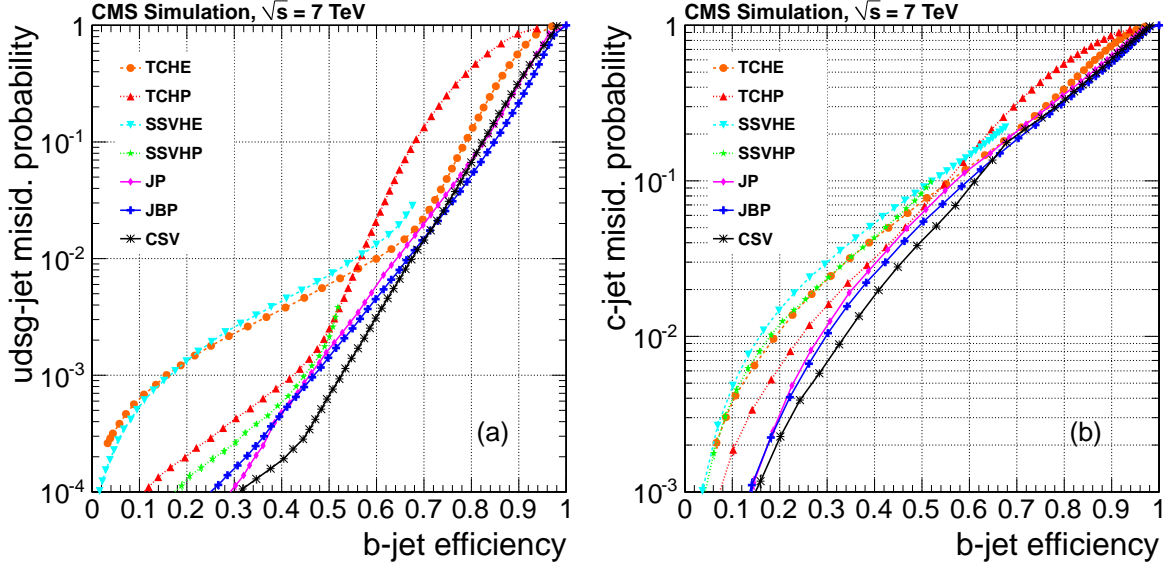 CMS Simulation, √s = 7 TeV
udsg-jet misid. probability
1
10^-1
10^-2
10^-3
10^-4
TCHE
TCHP
SSVHE
SSVHP
JP
JBP
CSV
(a)
0 0.1 0.2 0.3 0.4 0.5 0.6 0.7 0.8 0.9 1
b-jet efficiency
CMS Simulation, √s = 7 TeV
c-jet misid. probability
1
10^-1
10^-2
10^-3
TCHE
TCHP
SSVHE
SSVHP
JP
JBP
CSV
(b)
0 0.1 0.2 0.3 0.4 0.5 0.6 0.7 0.8 0.9 1
b-jet efficiency